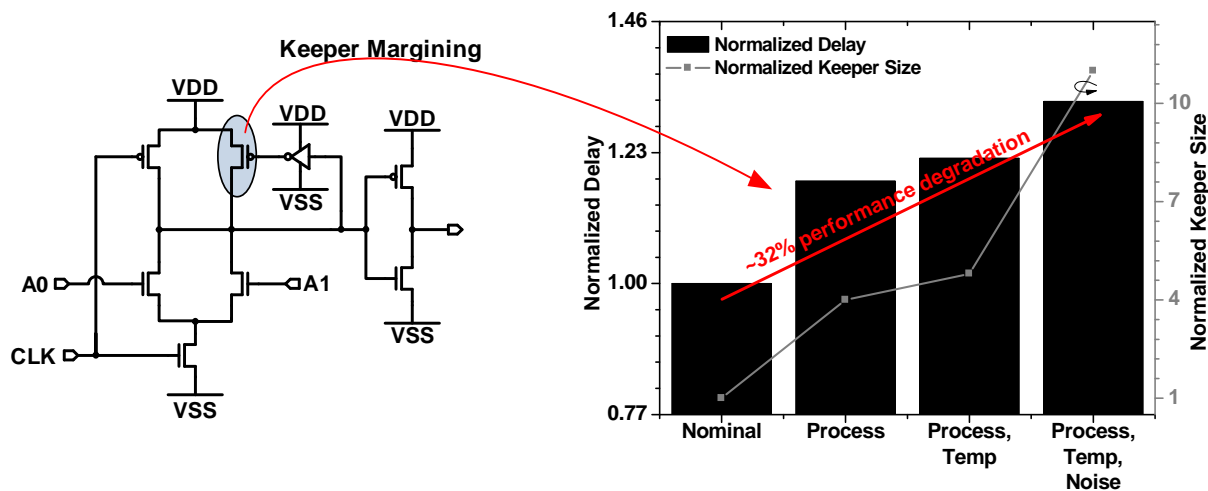 Keeper Margining
VDD
VDD
VDD
VSS
A0
A1
CLK
VSS
VSS
1.46
1.23
1.00
0.77
Normalized Delay
Normalized Delay
Normalized Keeper Size
~32% performance degradation
10
7
4
1
Normalized Keeper Size
Nominal
Process
Process,
Temp
Process,
Temp,
Noise